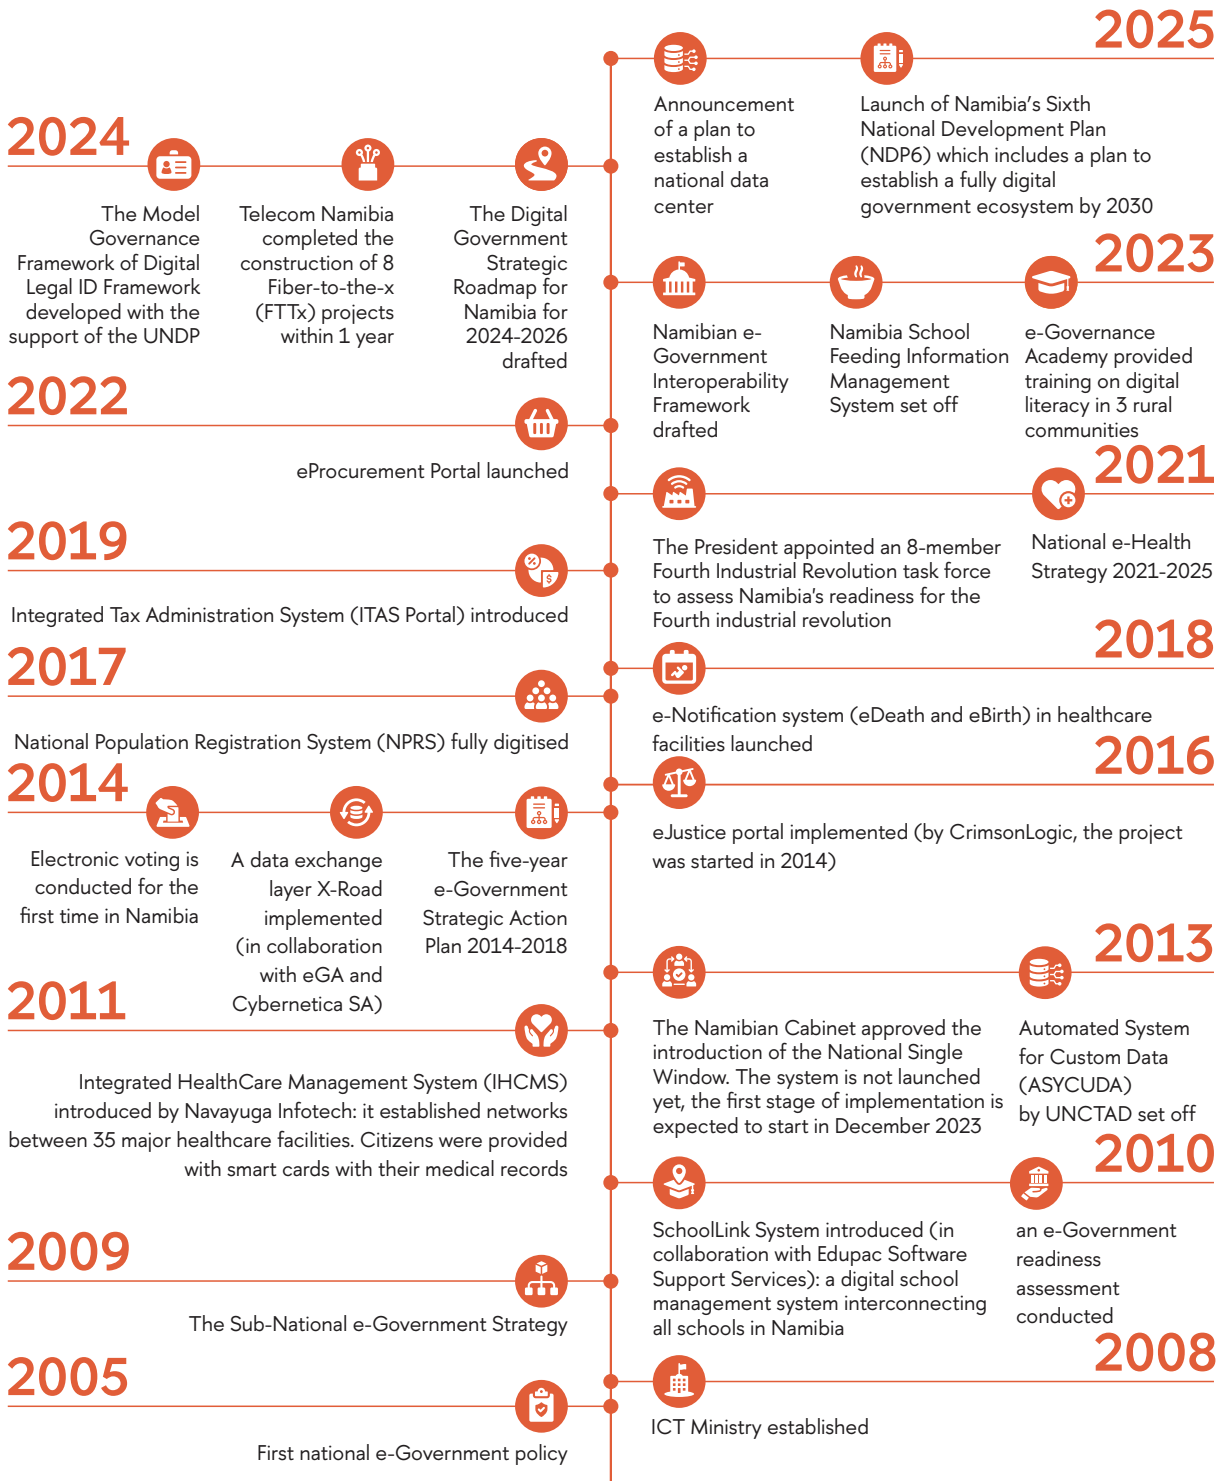 2025
Announcement
of a plan to
establish a
national data
center
Launch of Namibia's Sixth
National Development Plan
(NDP6) which includes a plan to
establish a fully digital
government ecosystem by 2030
2024
The Model
Governance
Framework of Digital
Legal ID Framework
developed with the
support of the UNDP
Telecom Namibia
completed the
construction of 8
Fiber-to-the-x
(FTTx) projects
within 1 year
The Digital
Government
Strategic
Roadmap for
Namibia for
2024-2026
drafted
2023
Namibian e-
Government
Interoperability
Framework
drafted
Namibia School
Feeding Information
Management
System set off
e-Governance
Academy provided
training on digital
literacy in 3 rural
communities
2022
eProcurement Portal launched
2021
The President appointed an 8-member
Fourth Industrial Revolution task force
to assess Namibia's readiness for the
Fourth industrial revolution
National e-Health
Strategy 2021-2025
2019
Integrated Tax Administration System (ITAS Portal) introduced
2018
e-Notification system (eDeath and eBirth) in healthcare
facilities launched
2017
National Population Registration System (NPRS) fully digitised
2016
eJustice portal implemented (by CrimsonLogic, the project
was started in 2014)
2014
Electronic voting is
conducted for the
first time in Namibia
A data exchange
layer X-Road
implemented
(in collaboration
with eGA and
Cybernetica SA)
The five-year
e-Government
Strategic Action
Plan 2014-2018
2013
The Namibian Cabinet approved the
introduction of the National Single
Window. The system is not launched
yet, the first stage of implementation is
expected to start in December 2023
Automated System
for Custom Data
(ASYCUDA)
by UNCTAD set off
2011
Integrated HealthCare Management System (IHCMS)
introduced by Navayuga Infotech: it established networks
between 35 major healthcare facilities. Citizens were provided
with smart cards with their medical records
2010
SchoolLink System introduced (in
collaboration with Edupac Software
Support Services): a digital school
management system interconnecting
all schools in Namibia
an e-Government
readiness
assessment
conducted
2009
The Sub-National e-Government Strategy
2008
ICT Ministry established
2005
First national e-Government policy